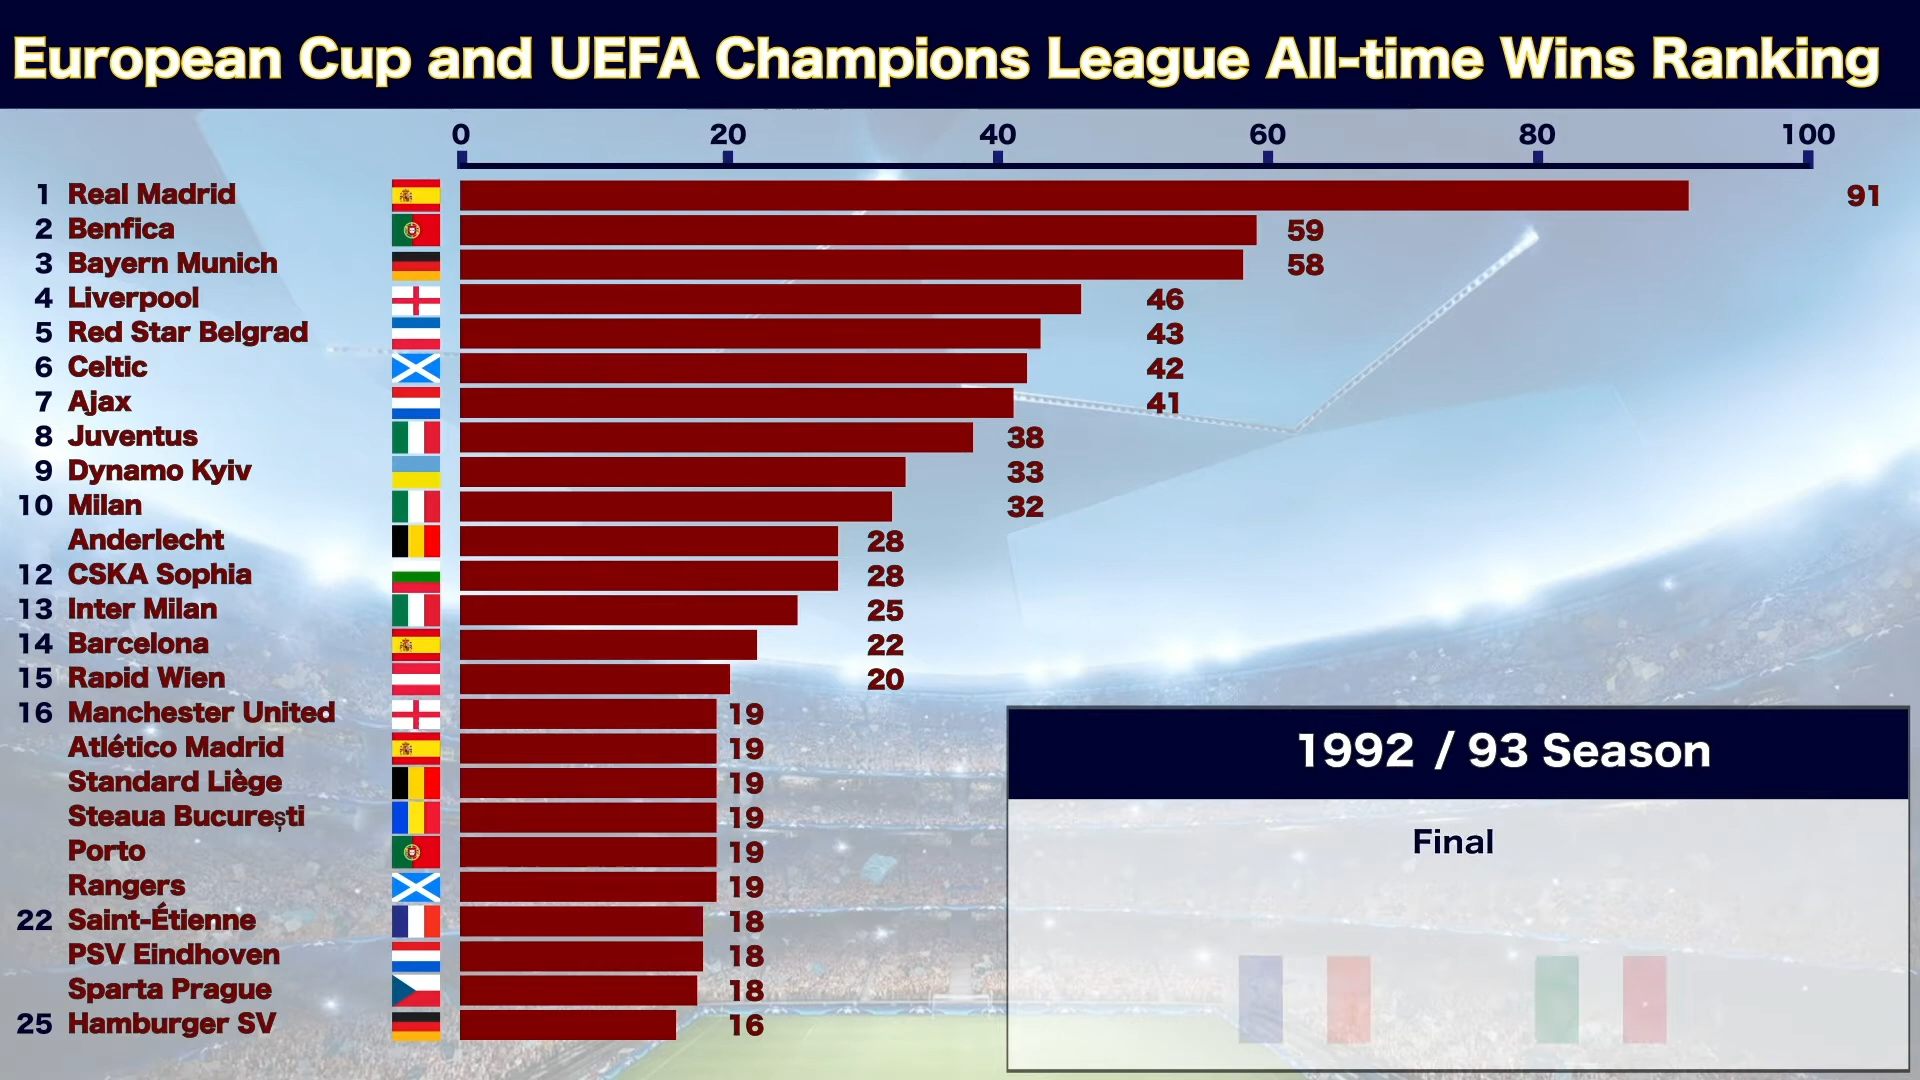 European Cup and UEFA Champions League All-time Wins Ranking
0 20 40 60 80 100
1 Real Madrid 91
2 Benfica 59
3 Bayern Munich 58
4 Liverpool 46
5 Red Star Belgrad 43
6 Celtic 42
7 Ajax 41
8 Juventus 38
9 Dynamo Kyiv 33
10 Milan 32
Anderlecht 28
12 CSKA Sophia 28
13 Inter Milan 25
14 Barcelona 22
15 Rapid Wien 20
16 Manchester United 19
Atlético Madrid 19
Standard Liège 19
Steaua București 19
Porto 19
Rangers 19
22 Saint-Étienne 18
PSV Eindhoven 18
Sparta Prague 18
25 Hamburger SV 16
1992 / 93 Season
Final